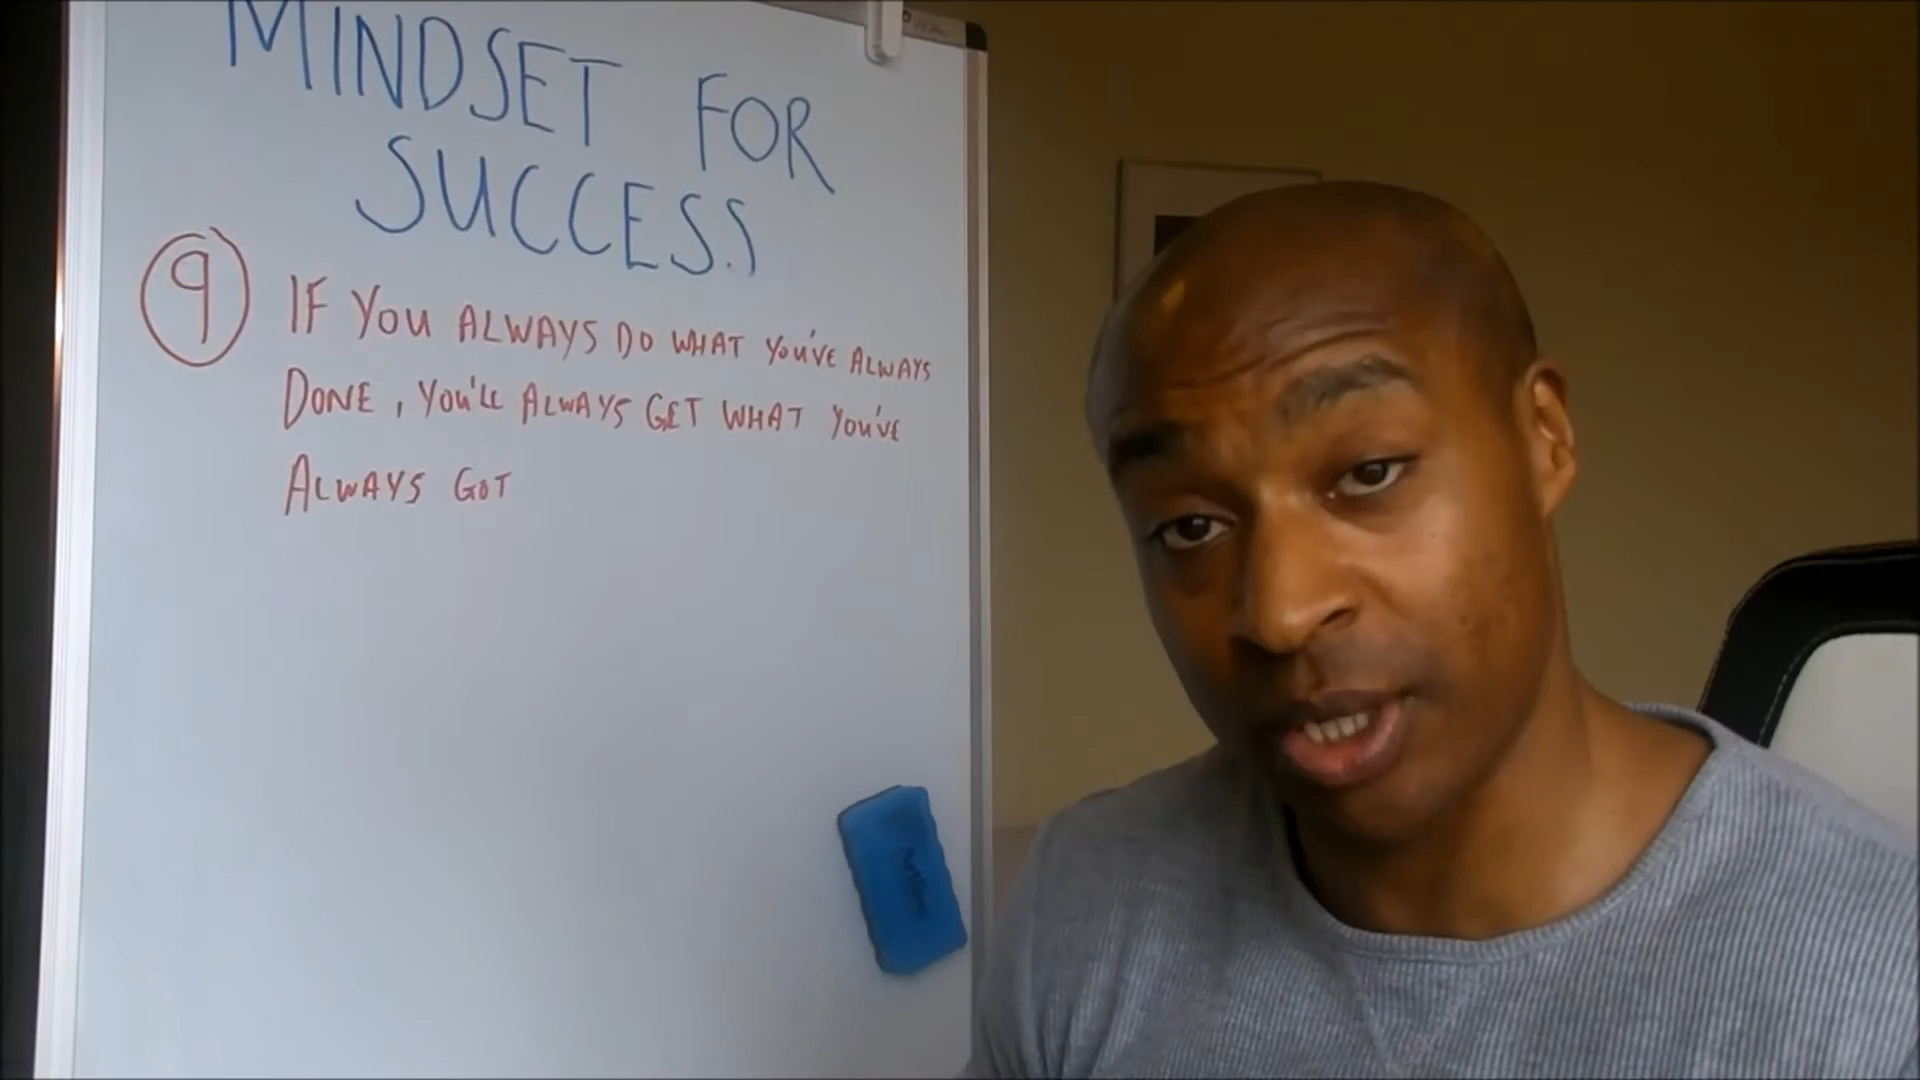 MINDSET FOR
SUCCESS
9 IF YOU ALWAYS DO WHAT YOU'VE ALWAYS
DONE, YOU'LL ALWAYS GET WHAT YOU'VE
ALWAYS GOT